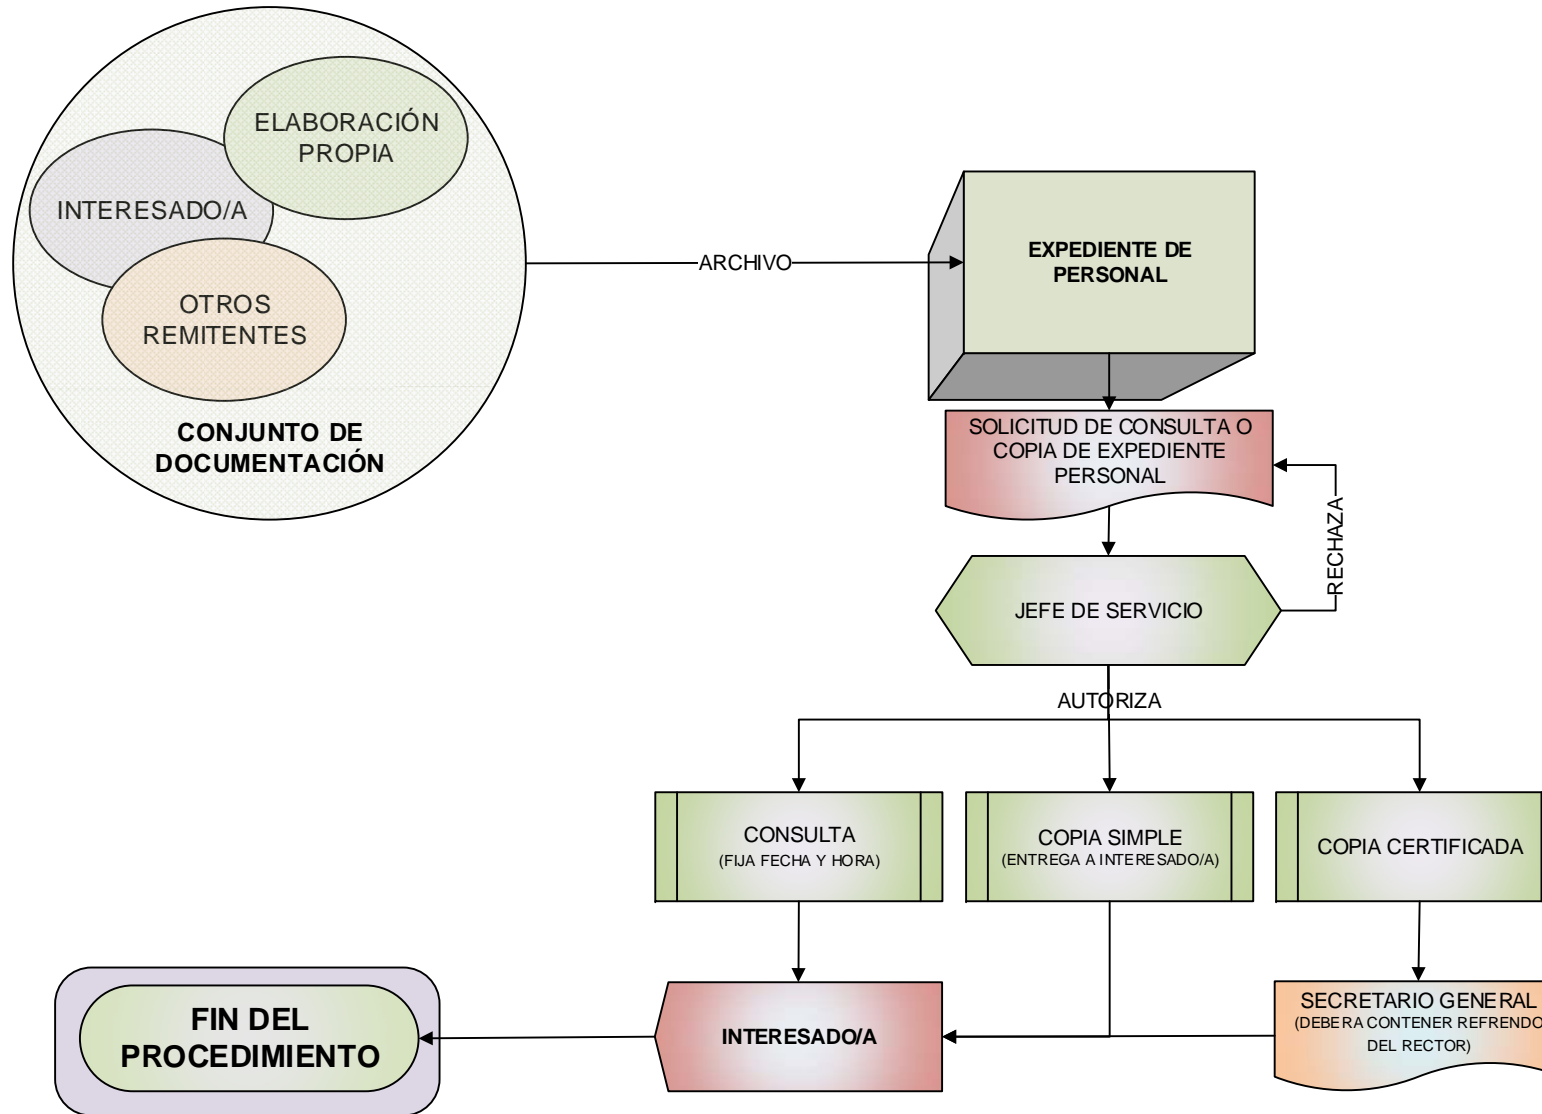 ELABORACIÓN
PROPIA
INTERESADO/A
OTROS
REMITENTES
CONJUNTO DE
DOCUMENTACIÓN
ARCHIVO
EXPEDIENTE DE
PERSONAL
SOLICITUD DE CONSULTA O
COPIA DE EXPEDIENTE
PERSONAL
RECHAZA
JEFE DE SERVICIO
AUTORIZA
CONSULTA
(FIJA FECHA Y HORA)
COPIA SIMPLE
(ENTREGA A INTERESADO/A)
COPIA CERTIFICADA
SECRETARIO GENERAL
(DEBERA CONTENER REFRENDO
DEL RECTOR)
INTERESADO/A
FIN DEL
PROCEDIMIENTO